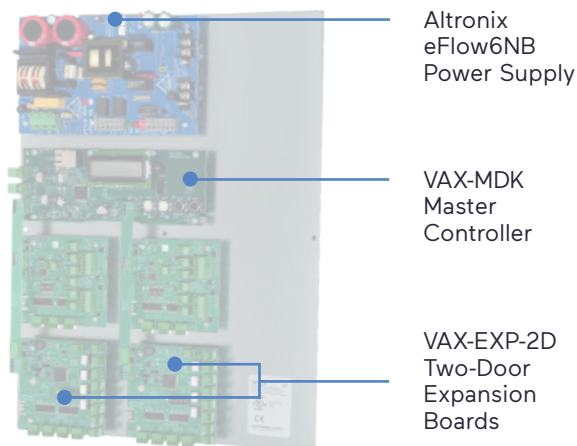 Altronix
eFlow6NB
Power Supply
VAX-MDK
Master
Controller
VAX-EXP-2D
Two-Door
Expansion
Boards